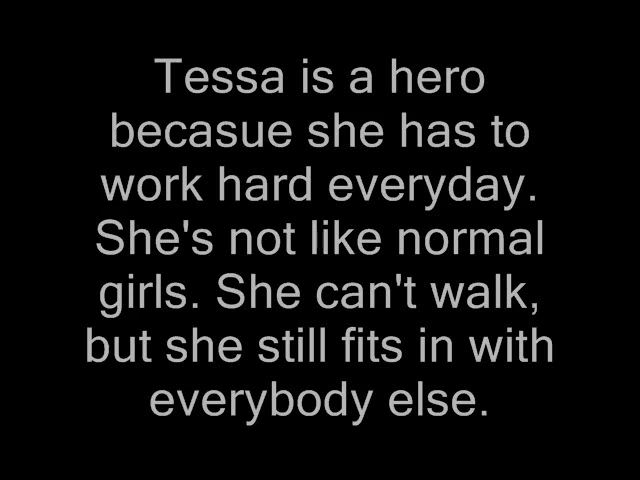 Tessa is a hero
becasue she has to
work hard everyday.
She's not like normal
girls. She can't walk,
but she still fits in with
everybody else.